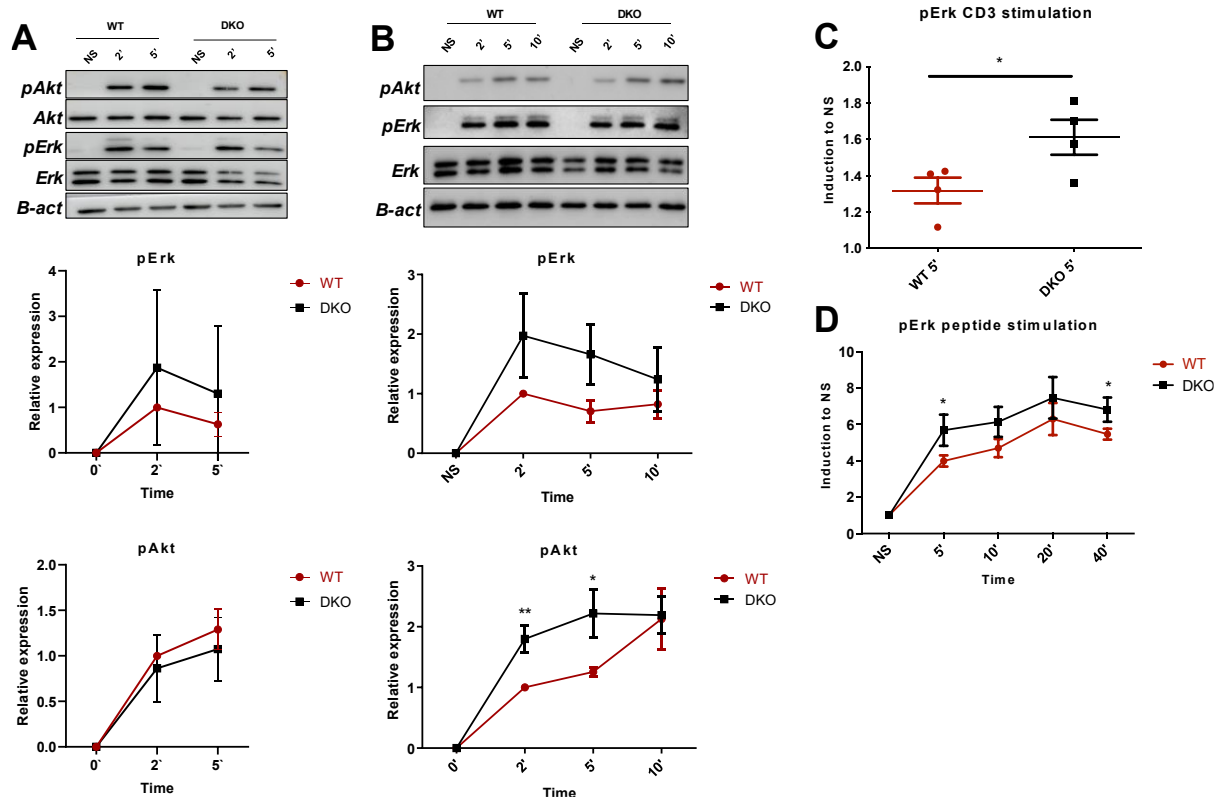 A
WT
DKO
NS
2'
5'
NS
2'
5'
pAkt
Akt
pErk
Erk
B-act
pErk
Relative expression
4
3
2
1
0
0`
2'
5'
Time
WT
DKO
pAkt
Relative expression
2.0
1.5
1.0
0.5
0.0
0`
2'
5'
Time
WT
DKO
B
WT
DKO
NS
2'
5'
10'
NS
2'
5'
10'
pAkt
pErk
Erk
B-act
pErk
Relative expression
3
2
1
0
NS
2'
5'
10'
Time
WT
DKO
pAkt
Relative expression
3
2
1
0
**
*
0'
2'
5'
10'
Time
WT
DKO
C
pErk CD3 stimulation
Induction to NS
2.0
1.8
1.6
1.4
1.2
1.0
*
WT 5'
DKO 5'
D
pErk peptide stimulation
Induction to NS
10
8
6
4
2
0
*
*
NS
5'
10'
20'
40'
Time
WT
DKO